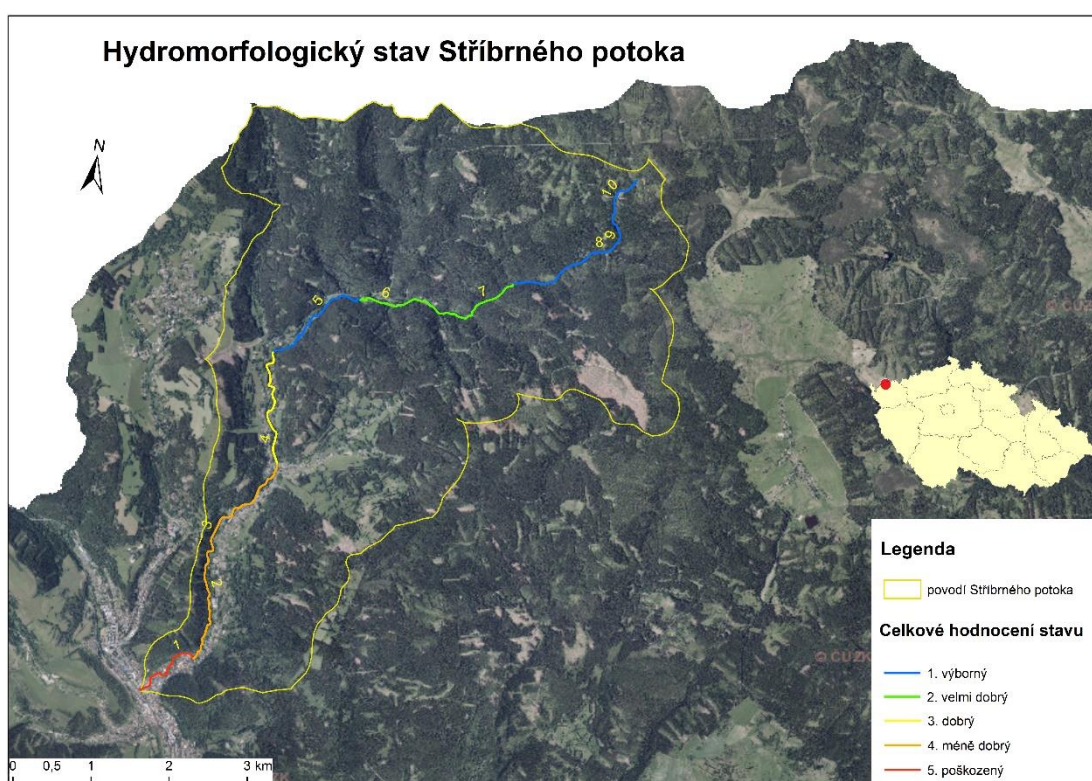 Hydromorfologický stav Stříbrného potoka
N
10
9
8
7
6
5
4
3
2
1
© ČÚZK
Legenda
povodí Stříbrného potoka
Celkové hodnocení stavu
1. výborný
2. velmi dobrý
3. dobrý
4. méně dobrý
5. poškozený
0 0,5 1 2 3 km